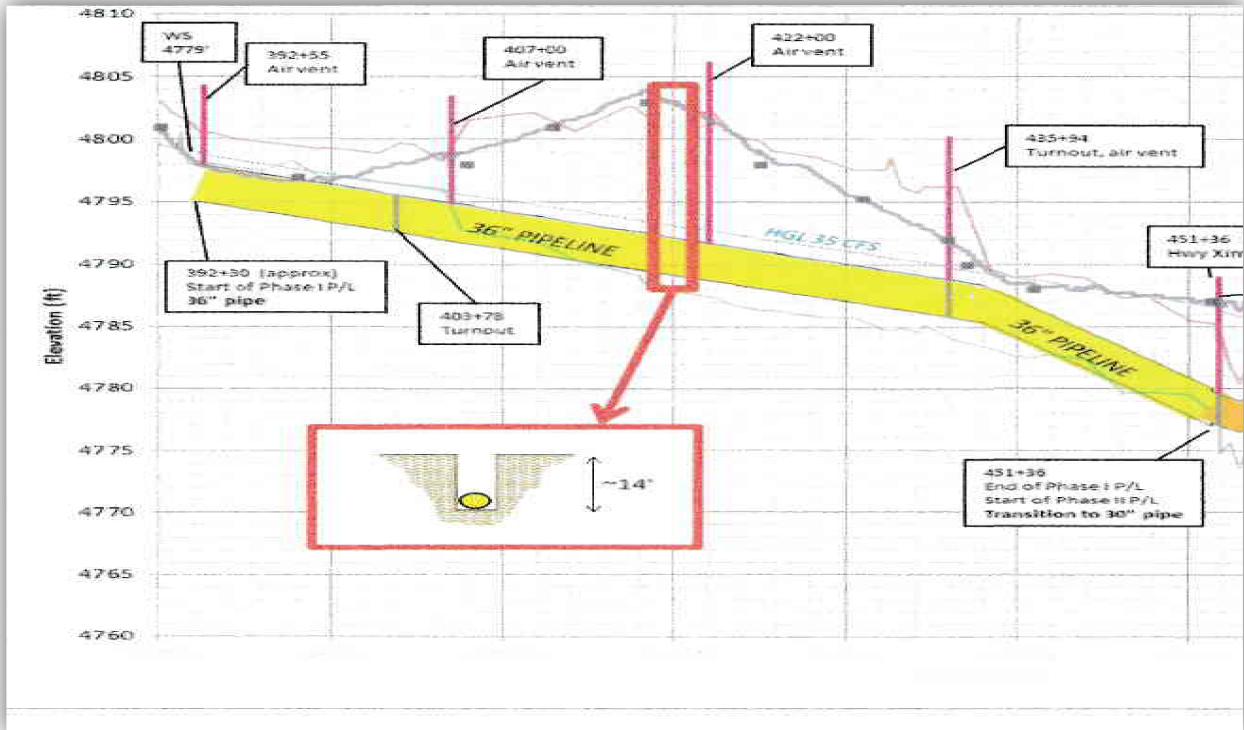 4810
4805
4800
4795
4790
4785
4780
4775
4770
4765
4760
Elevation (ft)
WS
4779'
392+55
Air vent
407+00
Air vent
422+00
Air vent
435+94
Turnout, air vent
451+36
Hwy Xin
36" PIPELINE
HGL 35 CFS
392+30 (approx)
Start of Phase I P/L
36" pipe
403+78
Turnout
36" PIPELINE
~14'
451+36
End of Phase I P/L
Start of Phase II P/L
Transition to 30" pipe